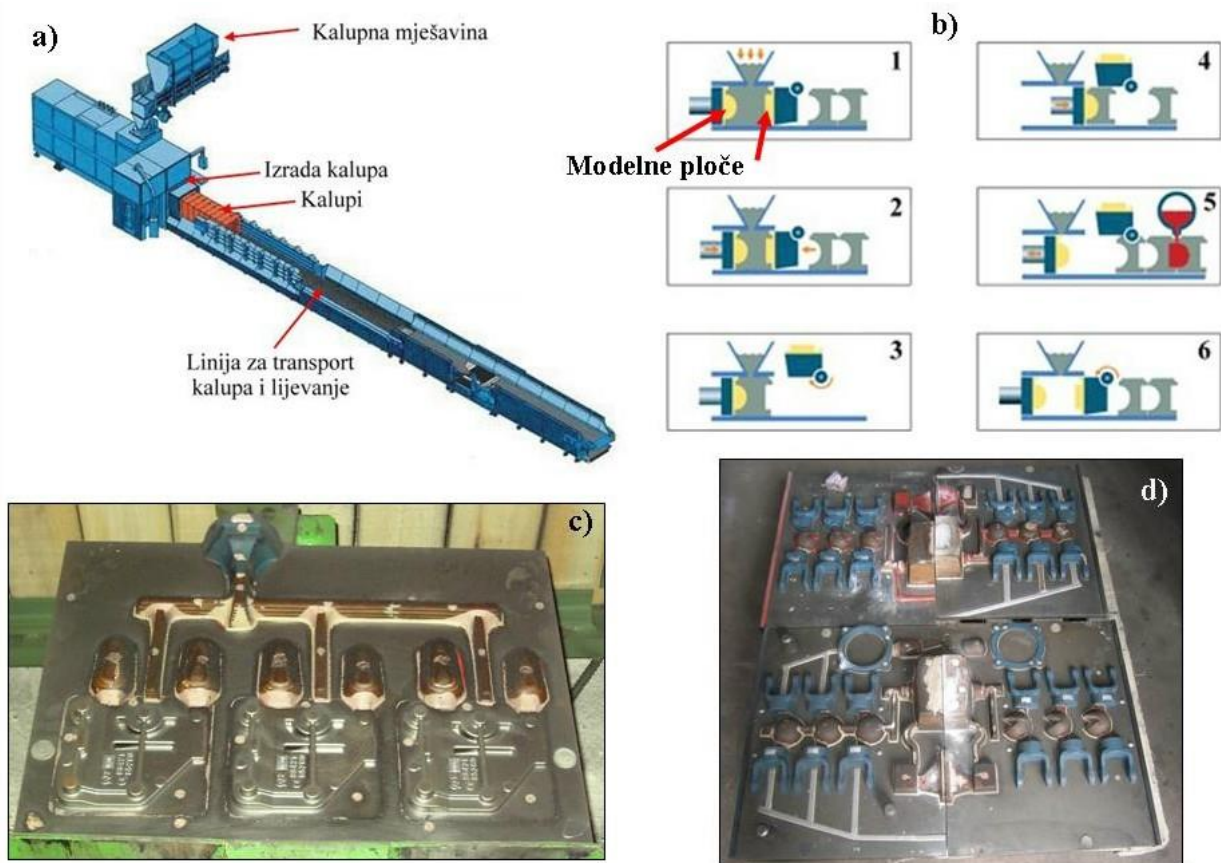 a)
Kalupna mješavina
Izrada kalupa
Kalupi
Linija za transport
kalupa i lijevanje
b)
1
4
Modelne ploče
2
5
3
6
c)
d)